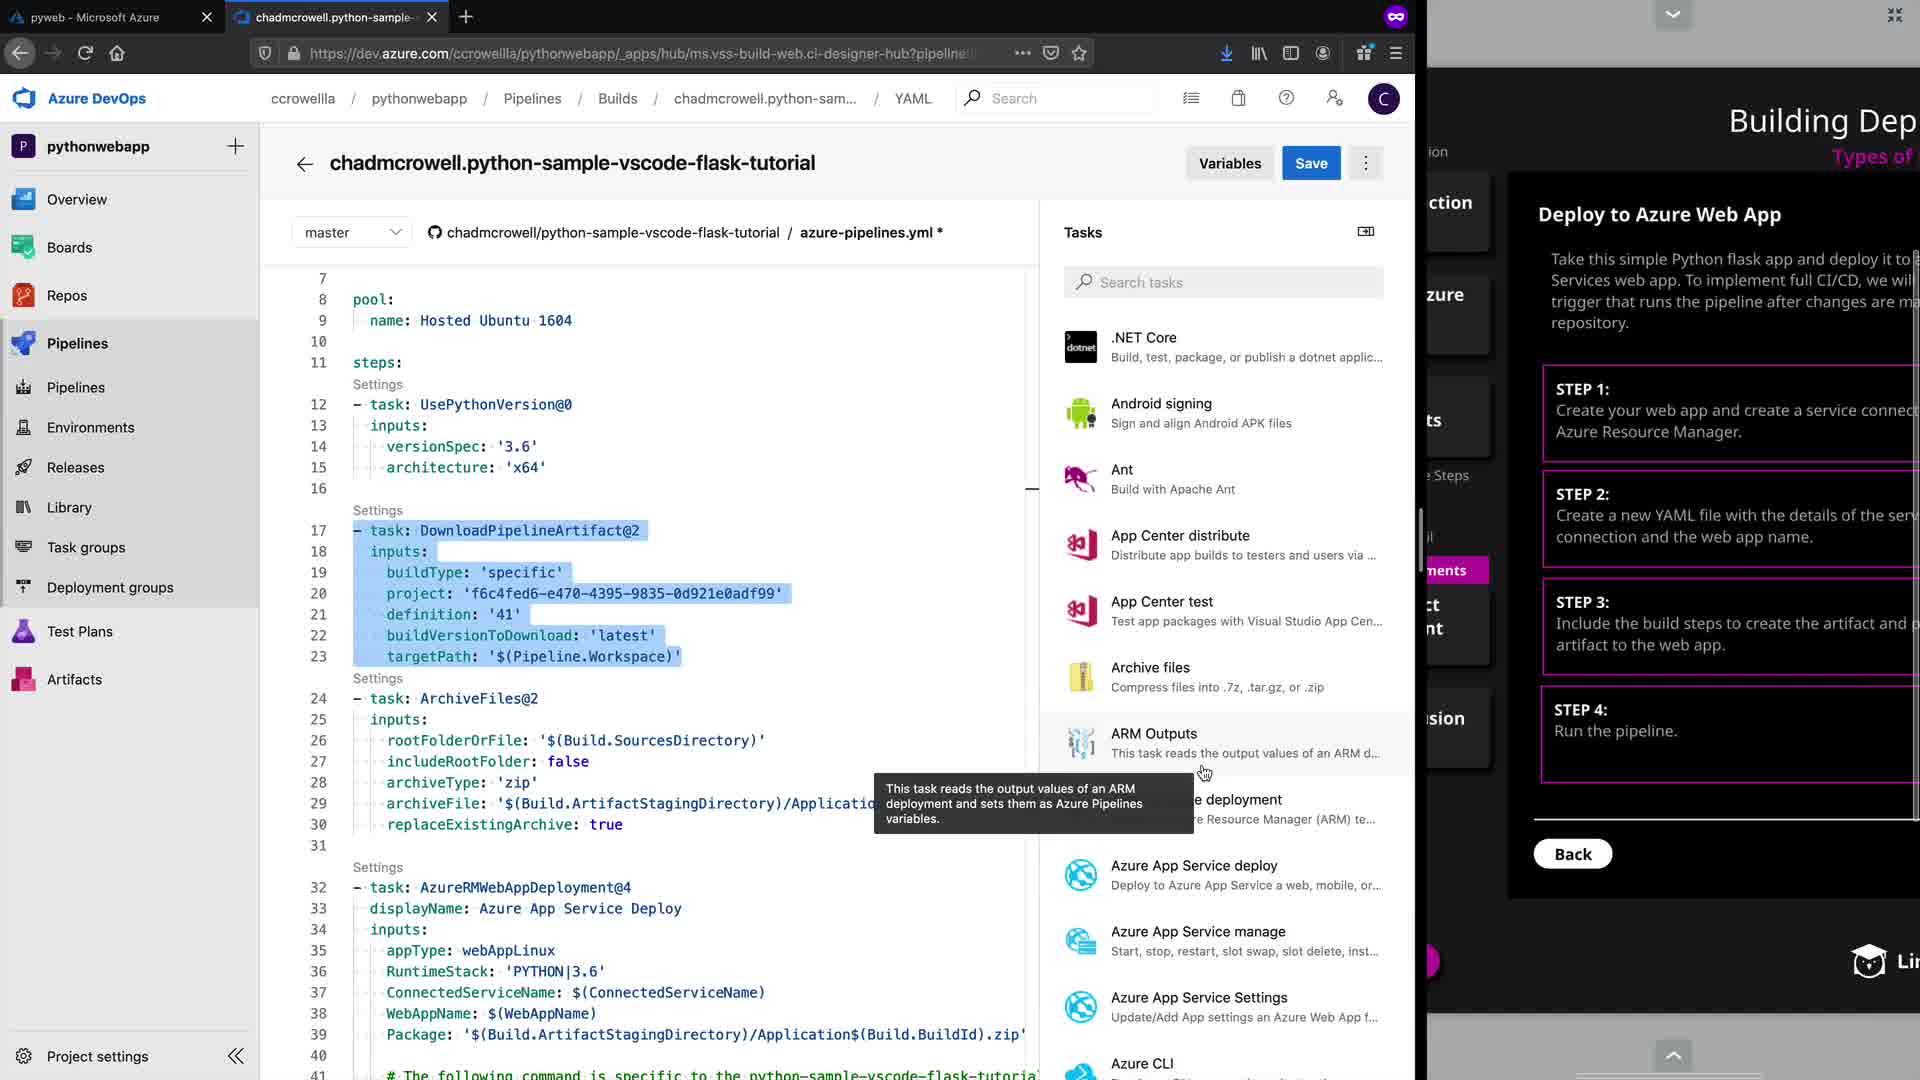 pyweb - Microsoft Azure
chadmcrowell.python-sample-
https://dev.azure.com/ccrowellla/pythonwebapp/_apps/hub/ms.vss-build-web.ci-designer-hub?pipelineI
Azure DevOps
ccrowellla / pythonwebapp / Pipelines / Builds / chadmcrowell.python-sam... / YAML
Search
C
P
pythonwebapp
Overview
Boards
Repos
Pipelines
Pipelines
Environments
Releases
Library
Task groups
Deployment groups
Test Plans
Artifacts
Project settings
chadmcrowell.python-sample-vscode-flask-tutorial
Variables
Save
master
chadmcrowell/python-sample-vscode-flask-tutorial / azure-pipelines.yml *
7
8 pool:
9 name: Hosted Ubuntu 1604
10
11 steps:
Settings
12 - task: UsePythonVersion@0
13 inputs:
14 versionSpec: '3.6'
15 architecture: 'x64'
16
Settings
17 - task: DownloadPipelineArtifact@2
18 inputs:
19 buildType: 'specific'
20 project: 'f6c4fed6-e470-4395-9835-0d921e0adf99'
21 definition: '41'
22 buildVersionToDownload: 'latest'
23 targetPath: '$(Pipeline.Workspace)'
Settings
24 - task: ArchiveFiles@2
25 inputs:
26 rootFolderOrFile: '$(Build.SourcesDirectory)'
27 includeRootFolder: false
28 archiveType: 'zip'
29 archiveFile: '$(Build.ArtifactStagingDirectory)/Applicatio
30 replaceExistingArchive: true
31
Settings
32 - task: AzureRMWebAppDeployment@4
33 displayName: Azure App Service Deploy
34 inputs:
35 appType: webAppLinux
36 RuntimeStack: 'PYTHON|3.6'
37 ConnectedServiceName: $(ConnectedServiceName)
38 WebAppName: $(WebAppName)
39 Package: '$(Build.ArtifactStagingDirectory)/Application$(Build.BuildId).zip'
40
41 # The following command is specific to the python-sample-vscode-flask-tutoria
Tasks
Search tasks
dotnet
.NET Core
Build, test, package, or publish a dotnet applic...
Android signing
Sign and align Android APK files
Ant
Build with Apache Ant
App Center distribute
Distribute app builds to testers and users via ...
App Center test
Test app packages with Visual Studio App Cen...
Archive files
Compress files into .7z, .tar.gz, or .zip
ARM Outputs
This task reads the output values of an ARM d...
This task reads the output values of an ARM
deployment and sets them as Azure Pipelines
variables.
e deployment
re Resource Manager (ARM) te...
Azure App Service deploy
Deploy to Azure App Service a web, mobile, or...
Azure App Service manage
Start, stop, restart, slot swap, slot delete, inst...
Azure App Service Settings
Update/Add App settings an Azure Web App f...
Azure CLI
Building Dep
Types of
ion
ction
zure
ts
e Steps
il
ments
ct
nt
sion
Deploy to Azure Web App
Take this simple Python flask app and deploy it to a
Services web app. To implement full CI/CD, we will
trigger that runs the pipeline after changes are ma
repository.
STEP 1:
Create your web app and create a service connect
Azure Resource Manager.
STEP 2:
Create a new YAML file with the details of the serv
connection and the web app name.
STEP 3:
Include the build steps to create the artifact and p
artifact to the web app.
STEP 4:
Run the pipeline.
Back
Lin